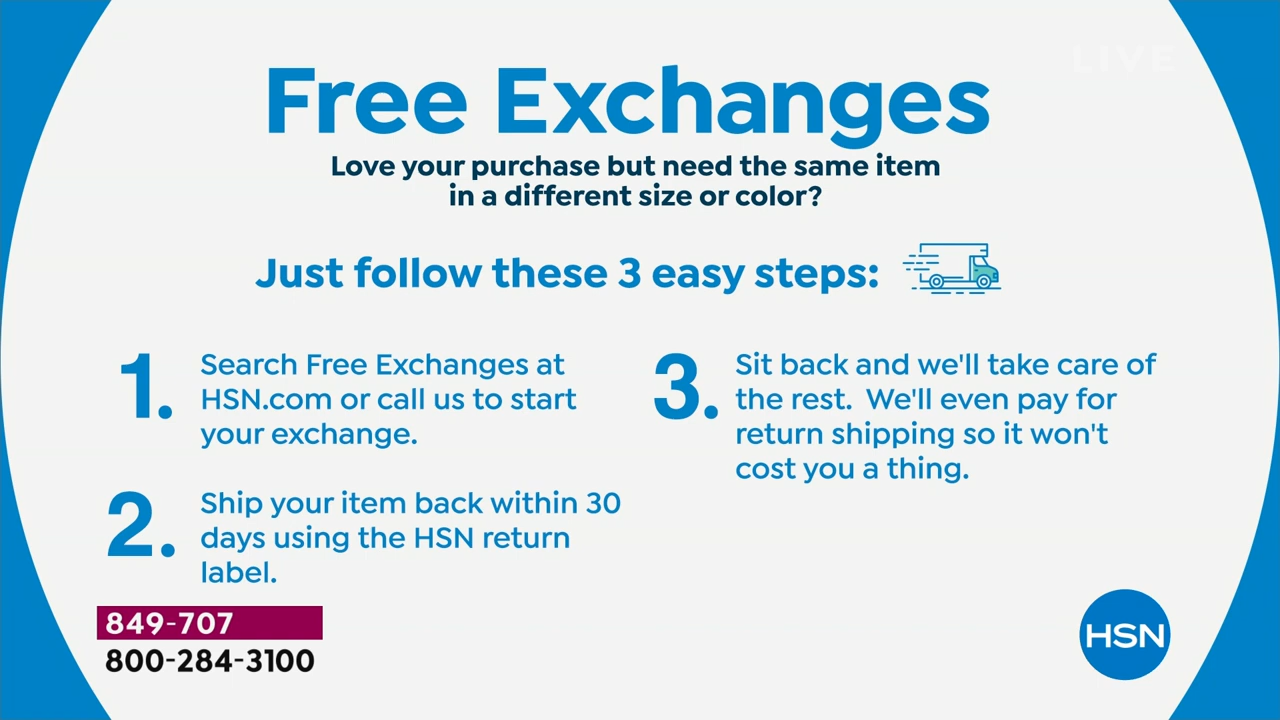 LIVE
Free Exchanges
Love your purchase but need the same item
in a different size or color?
Just follow these 3 easy steps:
1. Search Free Exchanges at
HSN.com or call us to start
your exchange.
2. Ship your item back within 30
days using the HSN return
label.
3. Sit back and we'll take care of
the rest.  We'll even pay for
return shipping so it won't
cost you a thing.
849-707
800-284-3100
HSN